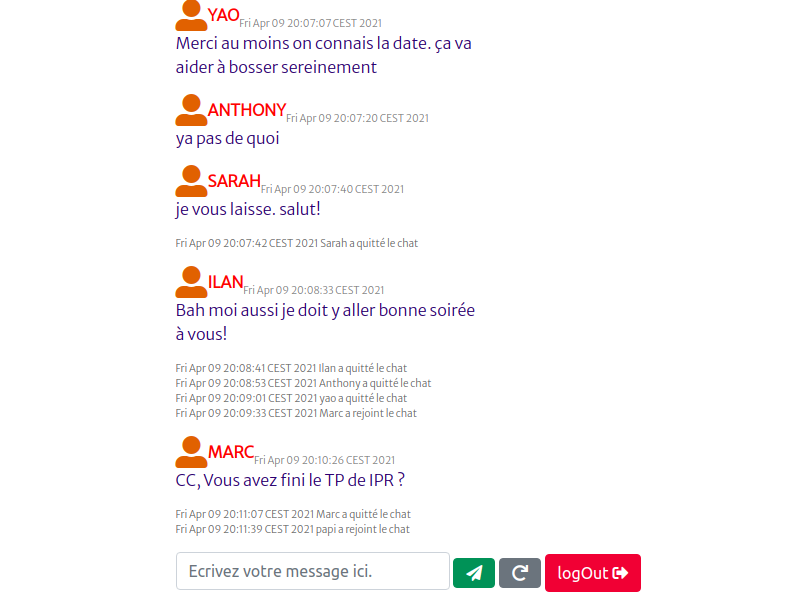 YAO Fri Apr 09 20:07:07 CEST 2021
Merci au moins on connais la date. ça va
aider à bosser sereinement
ANTHONY Fri Apr 09 20:07:20 CEST 2021
ya pas de quoi
SARAH Fri Apr 09 20:07:40 CEST 2021
je vous laisse. salut!
Fri Apr 09 20:07:42 CEST 2021 Sarah a quitté le chat
ILAN Fri Apr 09 20:08:33 CEST 2021
Bah moi aussi je doit y aller bonne soirée
à vous!
Fri Apr 09 20:08:41 CEST 2021 Ilan a quitté le chat
Fri Apr 09 20:08:53 CEST 2021 Anthony a quitté le chat
Fri Apr 09 20:09:01 CEST 2021 yao a quitté le chat
Fri Apr 09 20:09:33 CEST 2021 Marc a rejoint le chat
MARC Fri Apr 09 20:10:26 CEST 2021
CC, Vous avez fini le TP de IPR ?
Fri Apr 09 20:11:07 CEST 2021 Marc a quitté le chat
Fri Apr 09 20:11:39 CEST 2021 papi a rejoint le chat
Ecrivez votre message ici. logOut